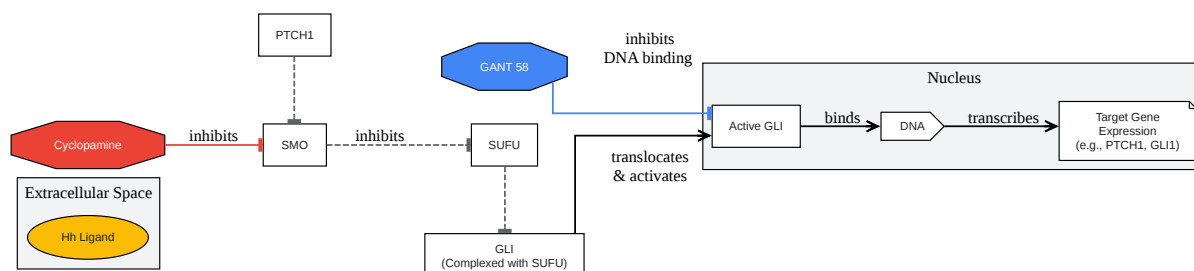 PTCH1
inhibits
DNA binding
GANT 58
Nucleus
Cyclopamine
inhibits
SMO
inhibits
SUFU
Active GLI
binds
DNA
transcribes
Target Gene
Expression
(e.g., PTCH1, GLI1)
translocates
& activates
Extracellular Space
Hh Ligand
GLI
(Complexed with SUFU)